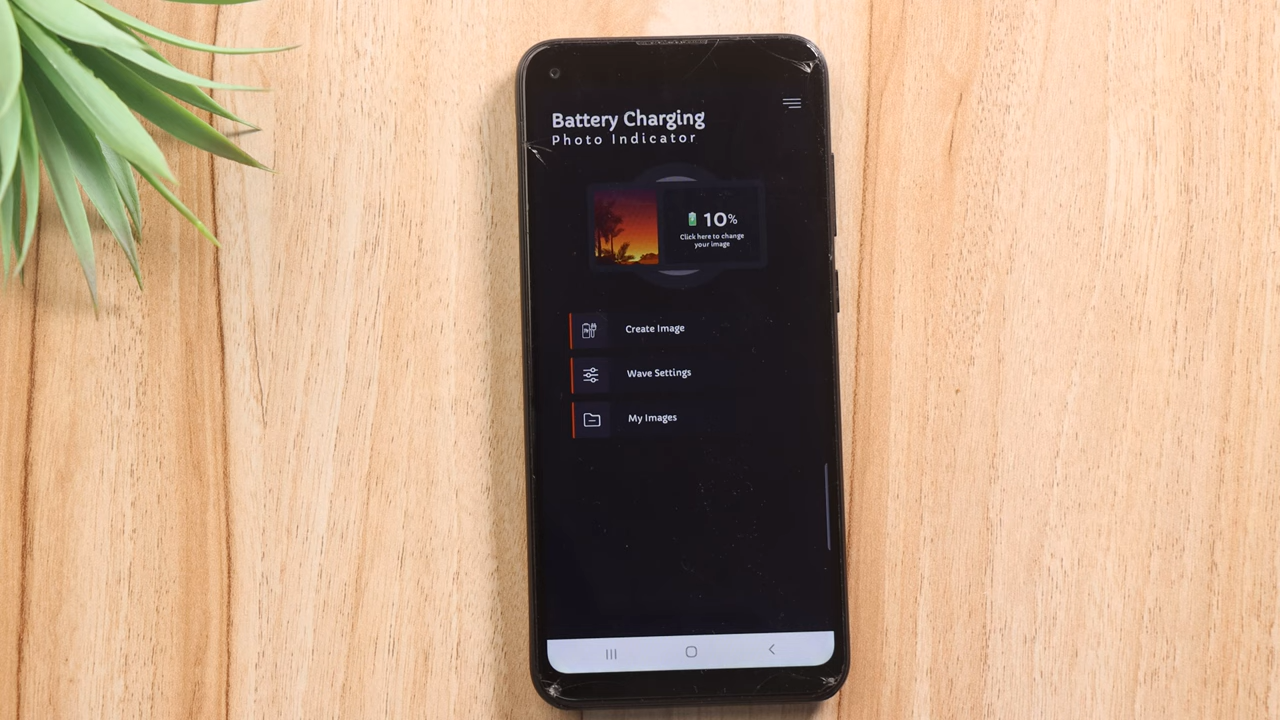 Battery Charging
Photo Indicator
10%
Click here to change
your image
Create Image
Wave Settings
My Images